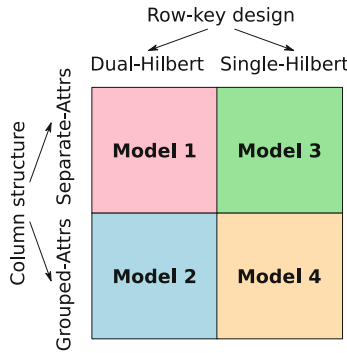 Row-key design
Dual-Hilbert Single-Hilbert
Column structure
Separate-Attrs
Grouped-Attrs
Model 1
Model 3
Model 2
Model 4